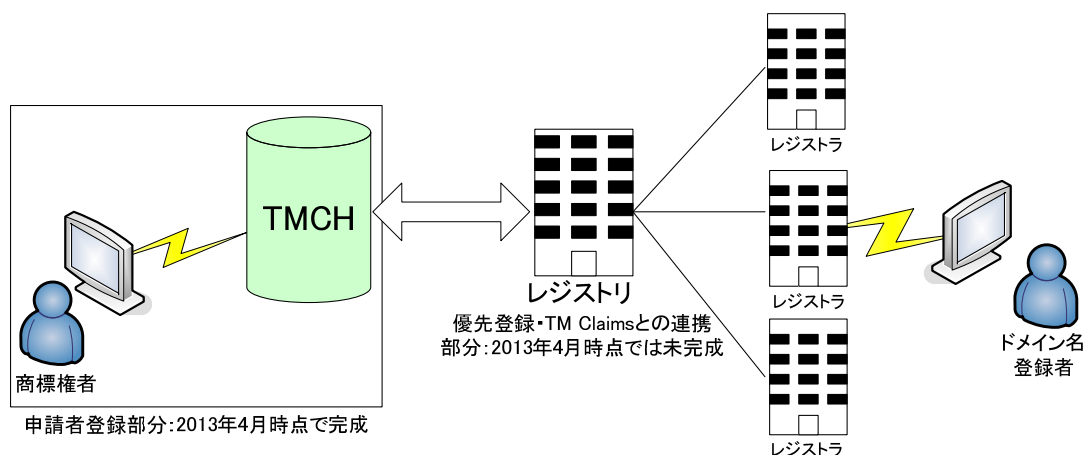 TMCH
商標権者
申請者登録部分:2013年4月時点で完成
レジストリ
優先登録・TM Claimsとの連携
部分:2013年4月時点では未完成
レジストラ
レジストラ
レジストラ
ドメイン名
登録者